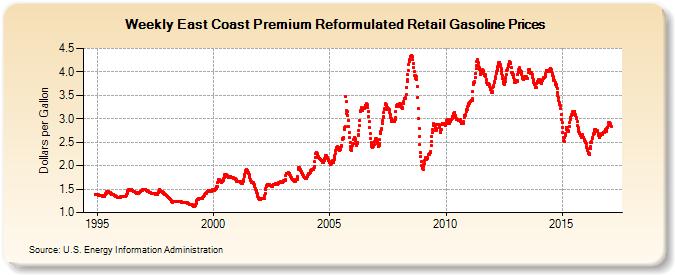 Weekly East Coast Premium Reformulated Retail Gasoline Prices
Dollars per Gallon
4.5
4.0
3.5
3.0
2.5
2.0
1.5
1.0
1995 2000 2005 2010 2015
Source: U.S. Energy Information Administration